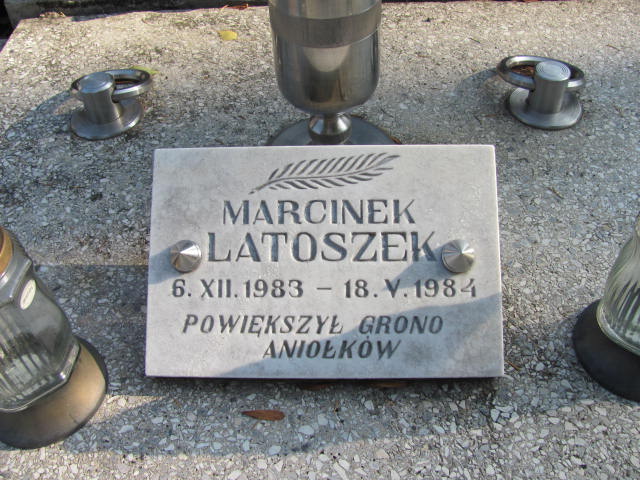 MARCINEK
LATOSZEK
6. XII. 1983 – 18. V. 1984
POWIĘKSZYŁ GRONO
ANIOŁKÓW